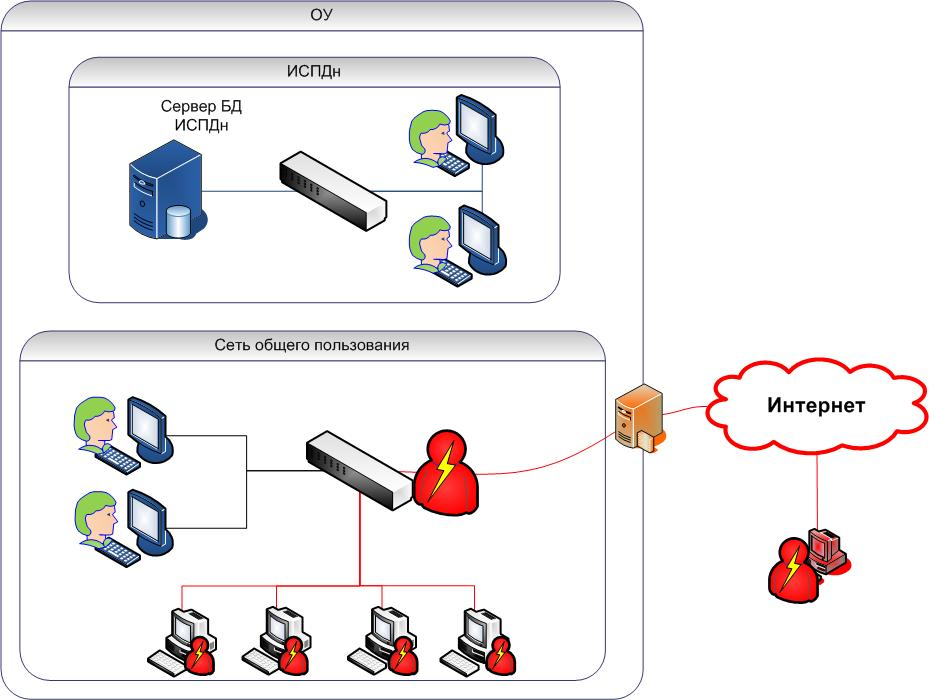 ОУ
ИСПДн
Сервер БД
ИСПДн
Сеть общего пользования
Интернет